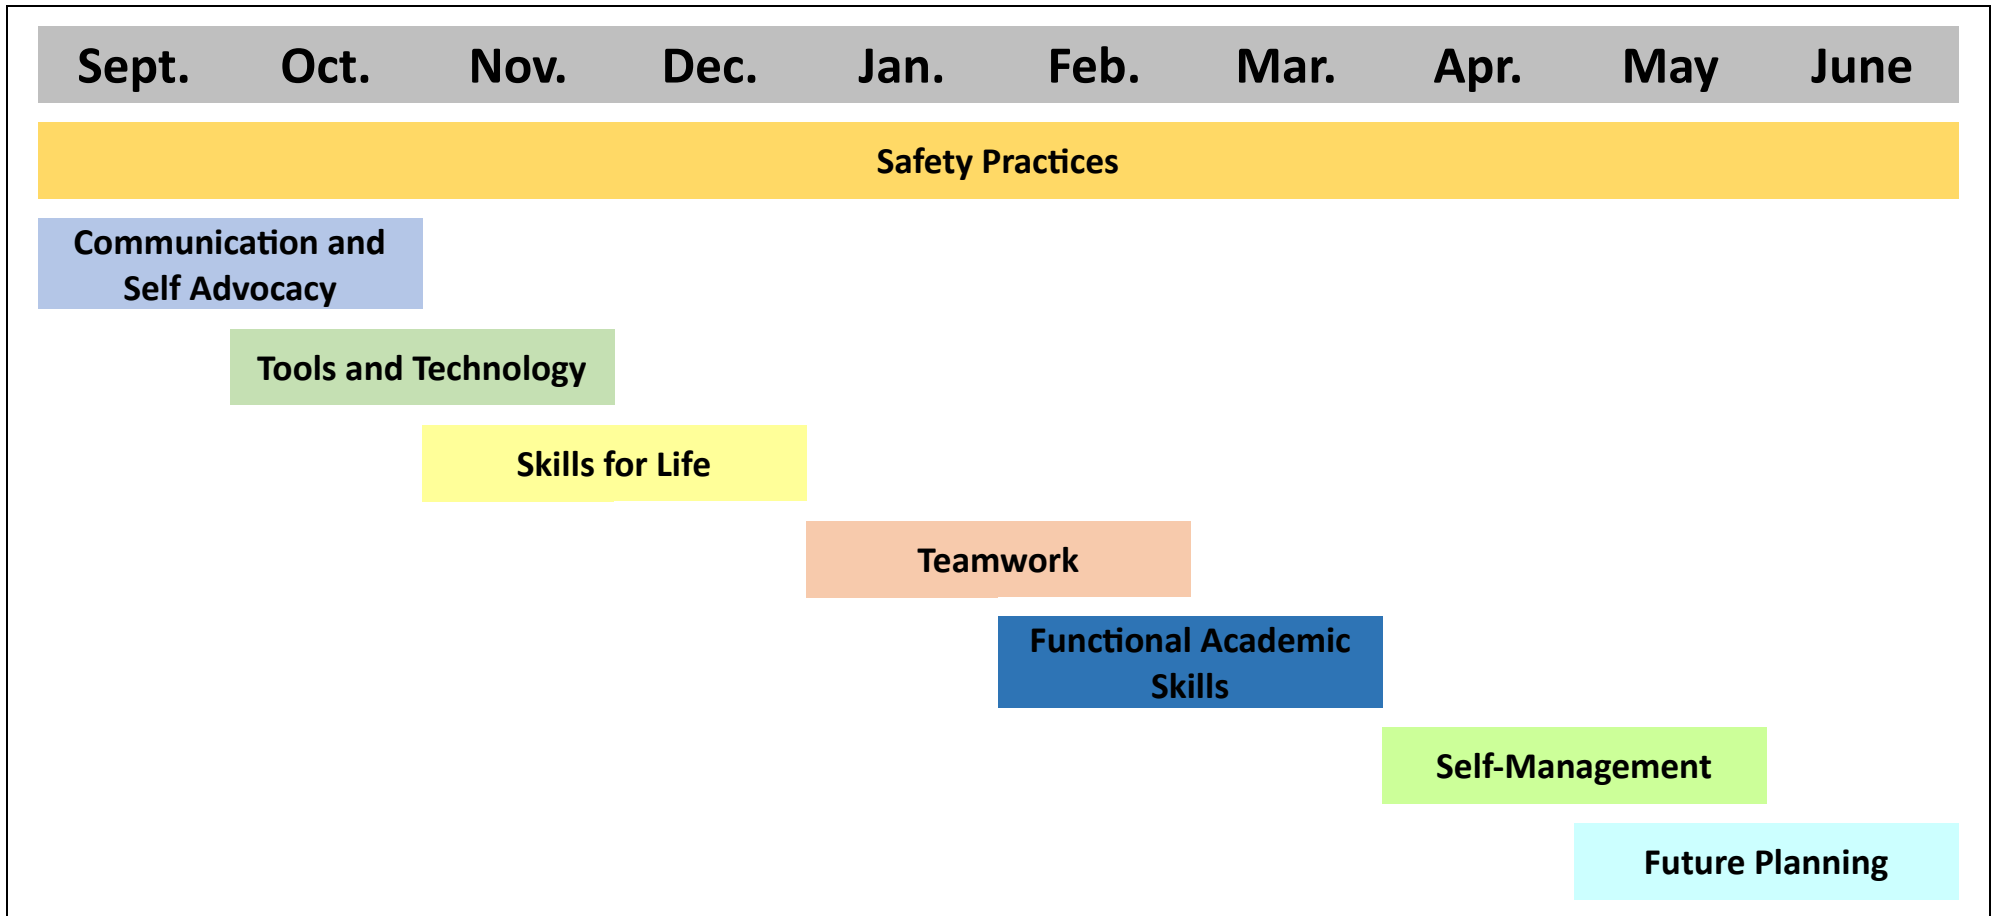 Sept. Oct. Nov. Dec. Jan. Feb. Mar. Apr. May June
Safety Practices
Communication and
Self Advocacy
Tools and Technology
Skills for Life
Teamwork
Functional Academic
Skills
Self-Management
Future Planning